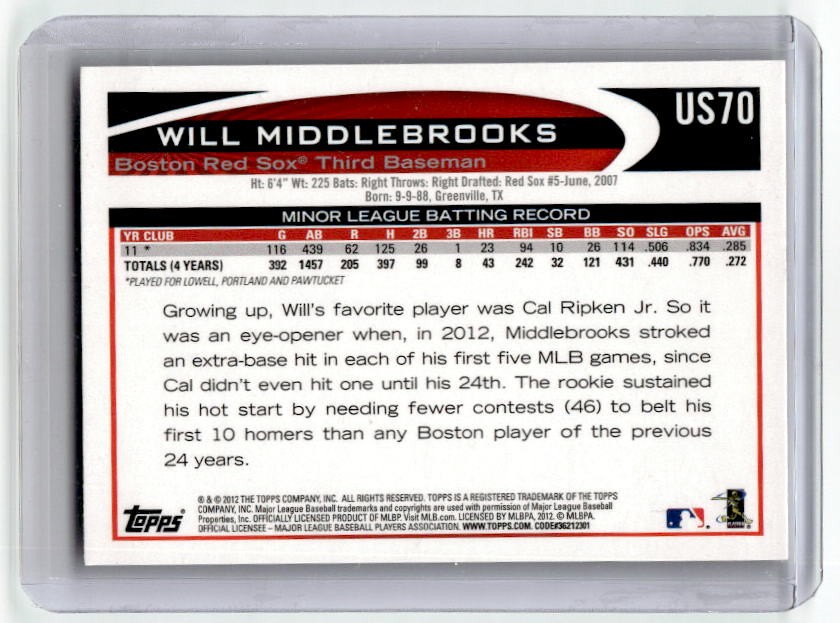 US70
WILL MIDDLEBROOKS
Boston Red Sox® Third Baseman
Ht: 6'4" Wt: 225 Bats: Right Throws: Right Drafted: Red Sox #5-June, 2007
Born: 9-9-88, Greenville, TX
MINOR LEAGUE BATTING RECORD
YR CLUB G AB R H 2B 3B HR RBI SB BB SO SLG OPS AVG
11 * 116 439 62 125 26 1 23 94 10 26 114 .506 .834 .285
TOTALS (4 YEARS) 392 1457 205 397 99 8 43 242 32 121 431 .440 .770 .272
*PLAYED FOR LOWELL, PORTLAND AND PAWTUCKET
Growing up, Will's favorite player was Cal Ripken Jr. So it
was an eye-opener when, in 2012, Middlebrooks stroked
an extra-base hit in each of his first five MLB games, since
Cal didn't even hit one until his 24th. The rookie sustained
his hot start by needing fewer contests (46) to belt his
first 10 homers than any Boston player of the previous
24 years.
® & © 2012 THE TOPPS COMPANY, INC. ALL RIGHTS RESERVED. TOPPS IS A REGISTERED TRADEMARK OF THE TOPPS
COMPANY, INC. Major League Baseball trademarks and copyrights are used with permission of Major League Baseball
Properties, Inc. OFFICIALLY LICENSED PRODUCT OF MLBP. Visit MLB.com. LICENSED BY MLBPA, 2012. © MLBPA.
OFFICIAL LICENSEE – MAJOR LEAGUE BASEBALL PLAYERS ASSOCIATION. WWW.TOPPS.COM. CODE#36212301
TOPPS